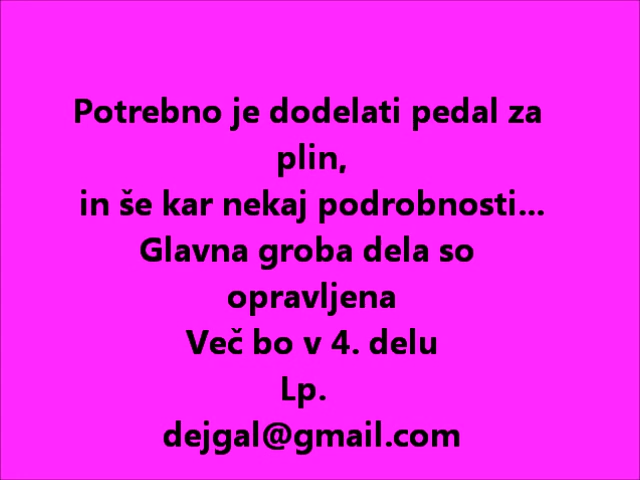 Potrebno je dodelati pedal za
plin,
in še kar nekaj podrobnosti...
Glavna groba dela so
opravljena
Več bo v 4. delu
Lp.
dejgal@gmail.com